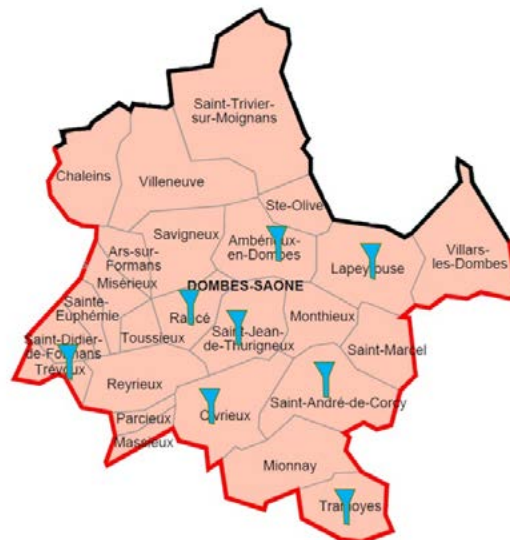 Saint-Trivier-
sur-Moignans
Chaleins
Villeneuve
Ste-Olive
Savigneux
Ambérieux-
en-Dombes
Villars-
les-Dombes
Ars-sur-
Formans
Lapeyrouse
Misérieux
DOMBES-SAONE
Sainte-
Euphémie
Rancé
Monthieux
Toussieux
Saint-Jean-
de-Thurigneux
Saint-Didier-
de-Formans
Saint-Marcel
Trévoux
Reyrieux
Saint-André-de-Corcy
Parcieux
Civrieux
Massieux
Mionnay
Tramoyes